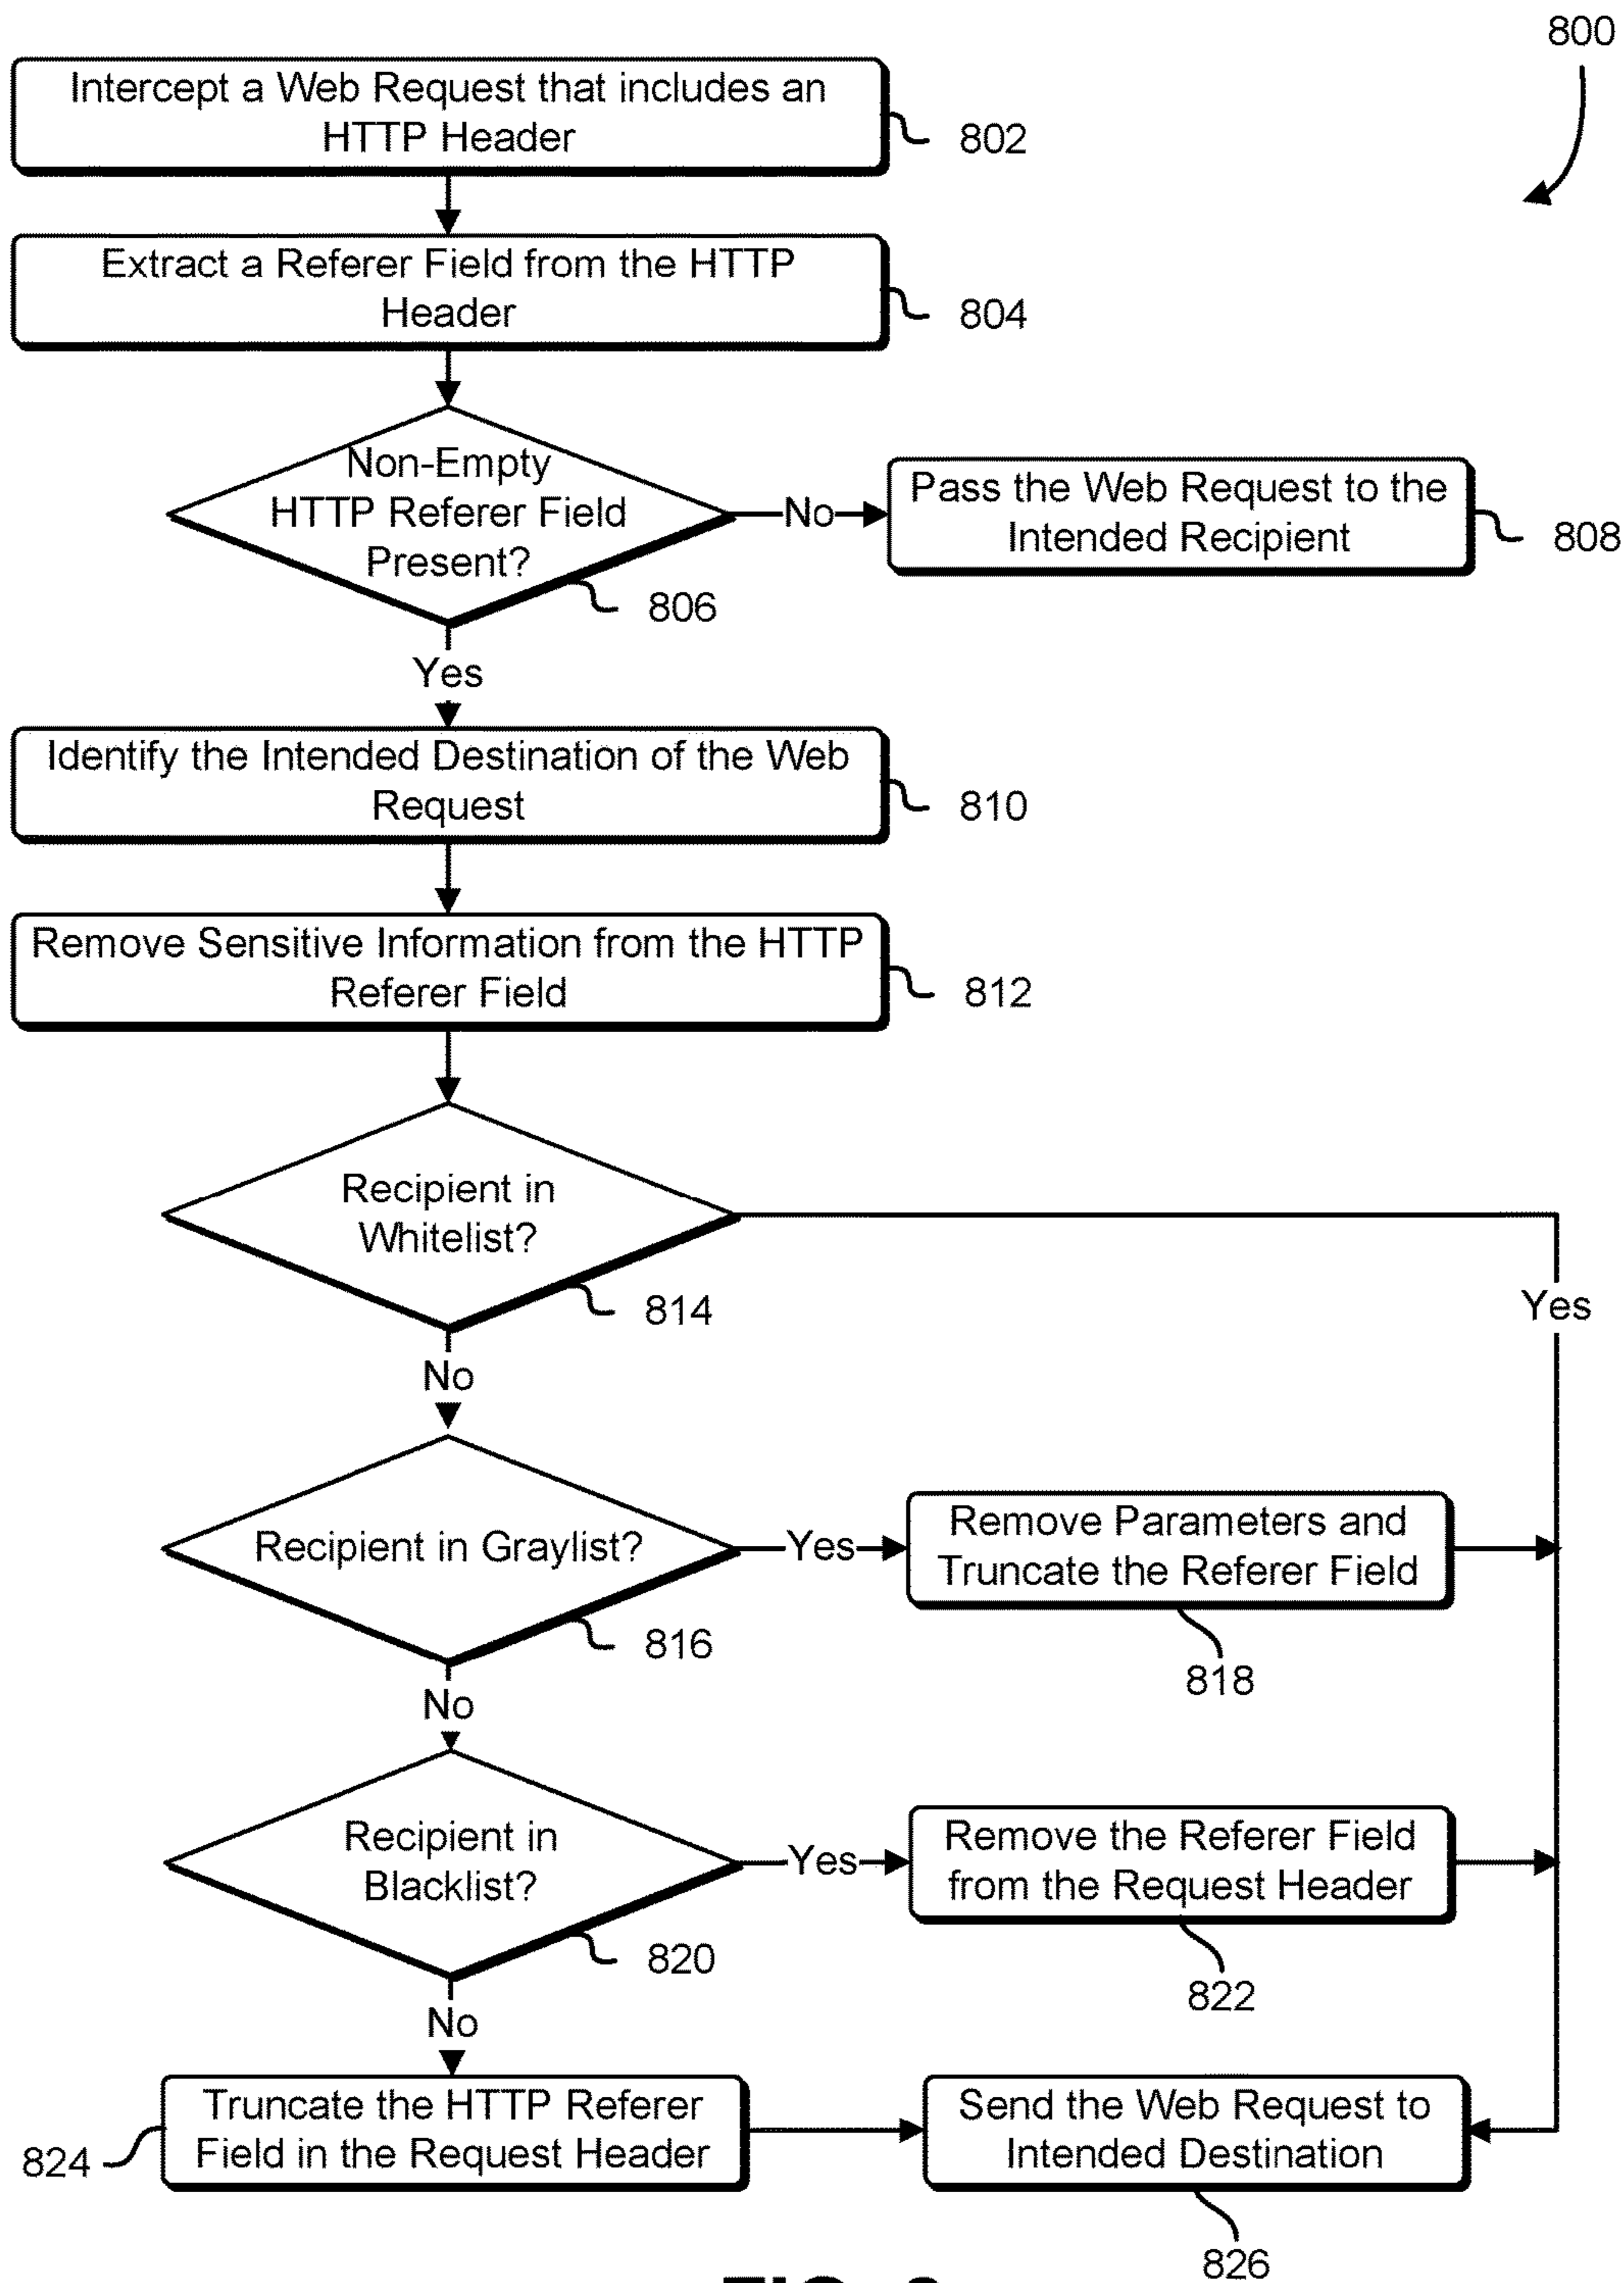 800
Intercept a Web Request that includes an
HTTP Header
802
Extract a Referer Field from the HTTP
Header
804
Non-Empty
HTTP Referer Field
Present?
806
No
Pass the Web Request to the
Intended Recipient
808
Yes
Identify the Intended Destination of the Web
Request
810
Remove Sensitive Information from the HTTP
Referer Field
812
Recipient in
Whitelist?
814
Yes
No
Recipient in Graylist?
816
Yes
Remove Parameters and
Truncate the Referer Field
818
No
Recipient in
Blacklist?
820
Yes
Remove the Referer Field
from the Request Header
822
No
Truncate the HTTP Referer
Field in the Request Header
824
Send the Web Request to
Intended Destination
826